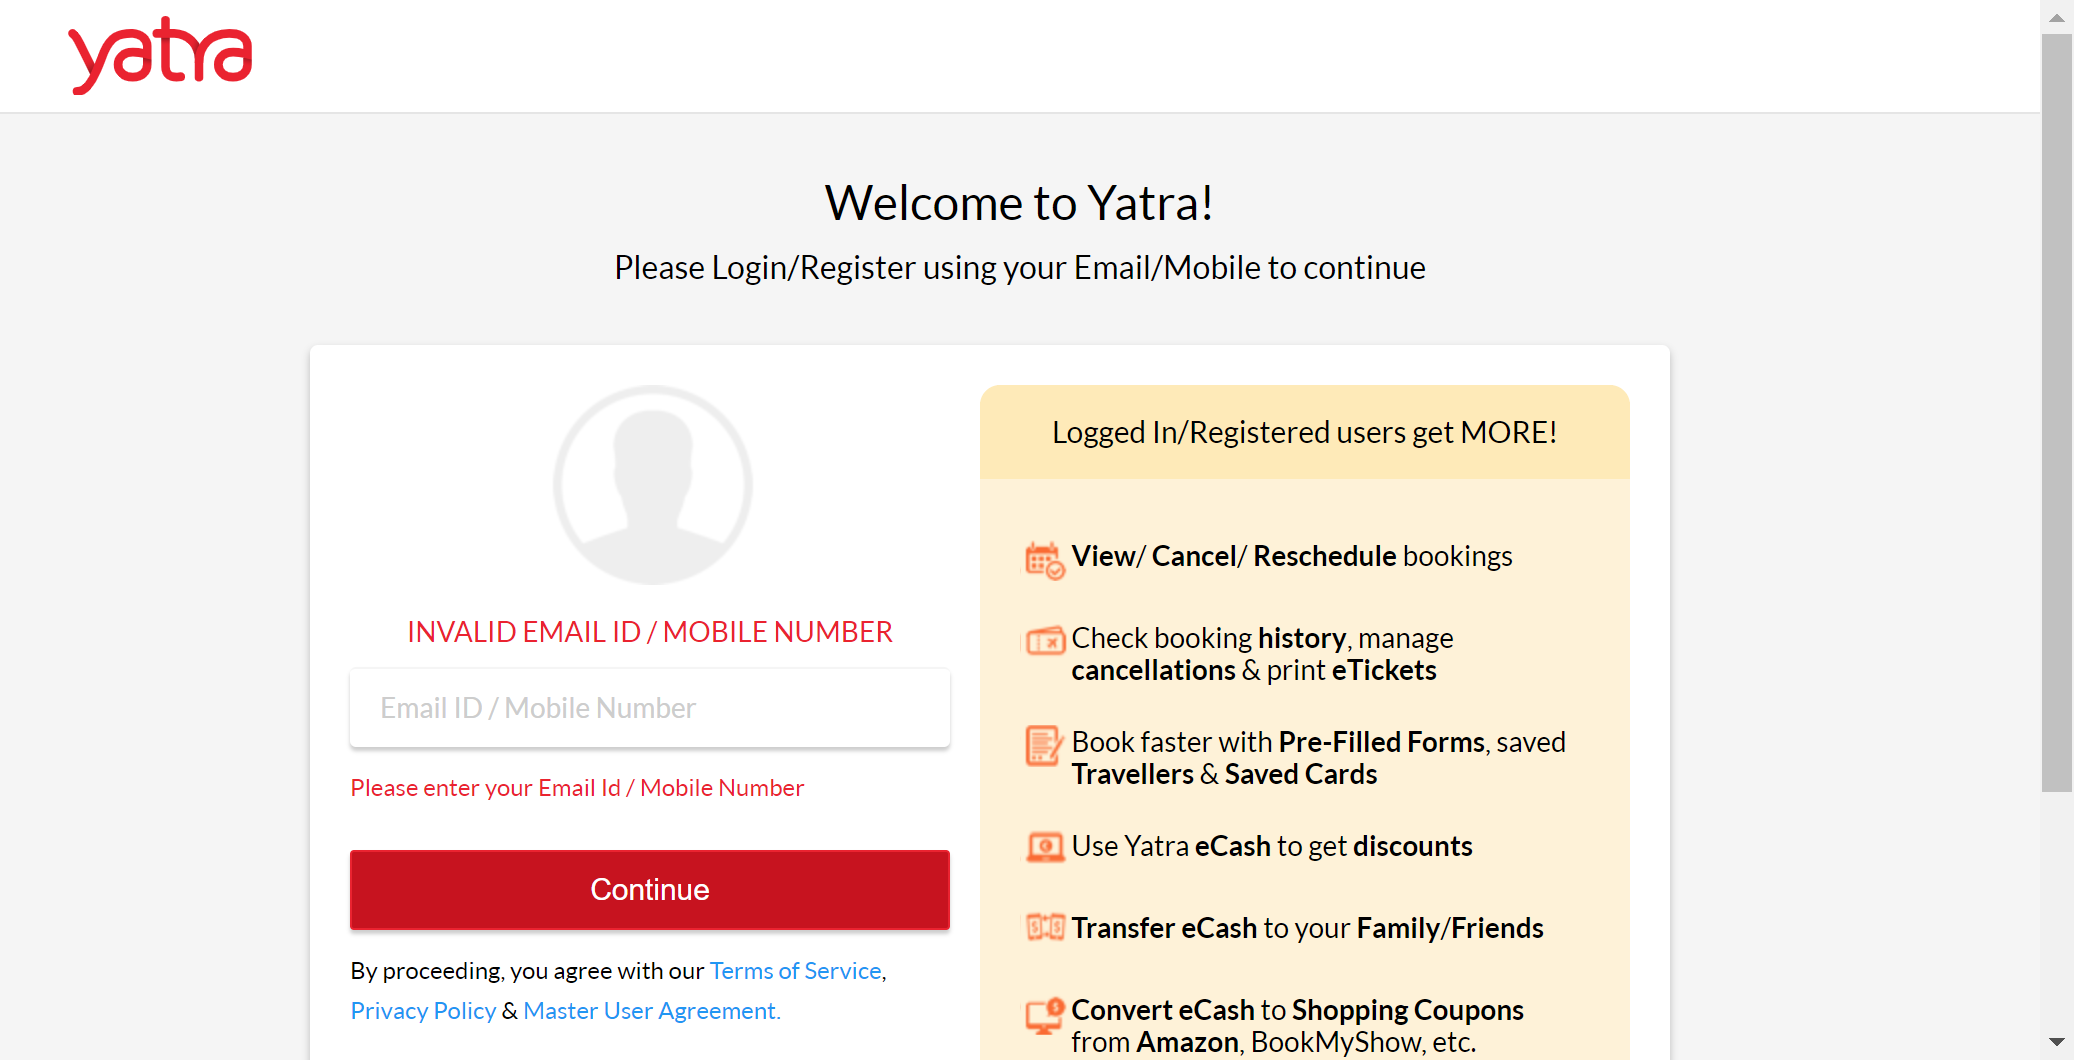 yatra
Welcome to Yatra!
Please Login/Register using your Email/Mobile to continue
INVALID EMAIL ID / MOBILE NUMBER
Email ID / Mobile Number
Please enter your Email Id / Mobile Number
Continue
By proceeding, you agree with our Terms of Service,
Privacy Policy & Master User Agreement.
Logged In/Registered users get MORE!
View/ Cancel/ Reschedule bookings
Check booking history, manage
cancellations & print eTickets
Book faster with Pre-Filled Forms, saved
Travellers & Saved Cards
Use Yatra eCash to get discounts
Transfer eCash to your Family/Friends
Convert eCash to Shopping Coupons
from Amazon, BookMyShow, etc.